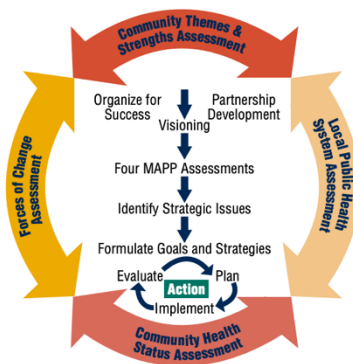 Community Themes &
Strengths Assessment
Organize for
Success
Partnership
Development
Visioning
Four MAPP Assessments
Identify Strategic Issues
Formulate Goals and Strategies
Evaluate
Plan
Action
Implement
Forces of Change
Assessment
Local Public Health
System Assessment
Community Health
Status Assessment